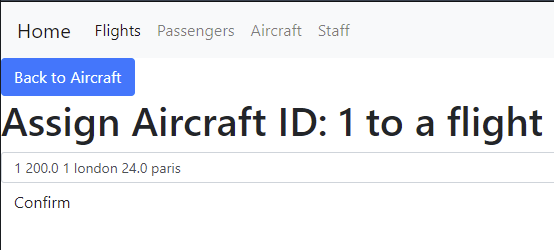 Home Flights Passengers Aircraft Staff
Back to Aircraft
Assign Aircraft ID: 1 to a flight
1 200.0 1 london 24.0 paris
Confirm